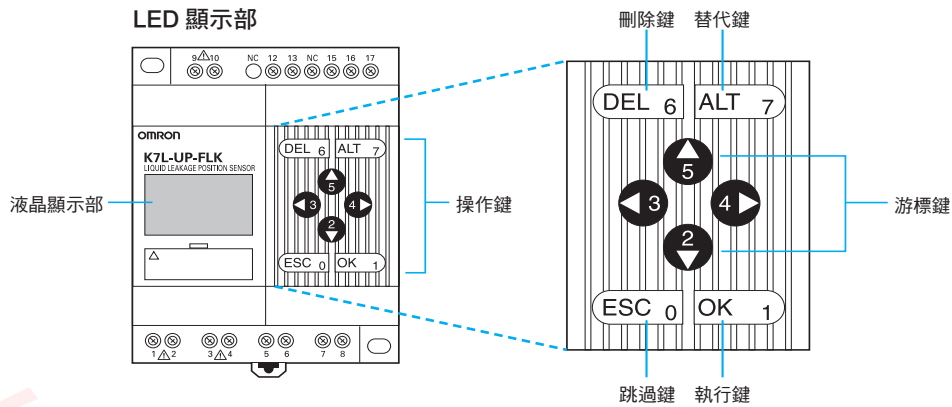 LED 顯示部
刪除鍵 替代鍵
9 10 NC 12 13 NC 15 16 17
OMRON
K7L-UP-FLK
LIQUID LEAKAGE POSITION SENSOR
DEL 6 ALT 7
5
3 4
2
ESC 0 OK 1
液晶顯示部
操作鍵
1 2 3 4 5 6 7 8
DEL 6 ALT 7
5
3 4
2
ESC 0 OK 1
游標鍵
跳過鍵 執行鍵